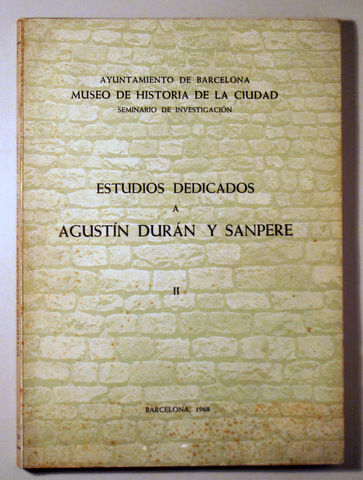 AYUNTAMIENTO DE BARCELONA
MUSEO DE HISTORIA DE LA CIUDAD
SEMINARIO DE INVESTIGACIÓN
ESTUDIOS DEDICADOS
A
AGUSTÍN DURÁN Y SANPERE
II
BARCELONA, 1968